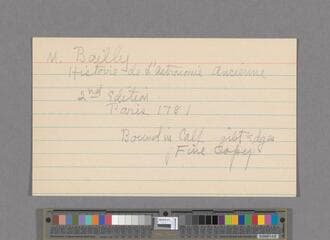 M. Bailly
Histoire de l'astronomie Ancienne
2nd Edition
Paris 1781
Bound in Calf gilt edges
Fine Copy